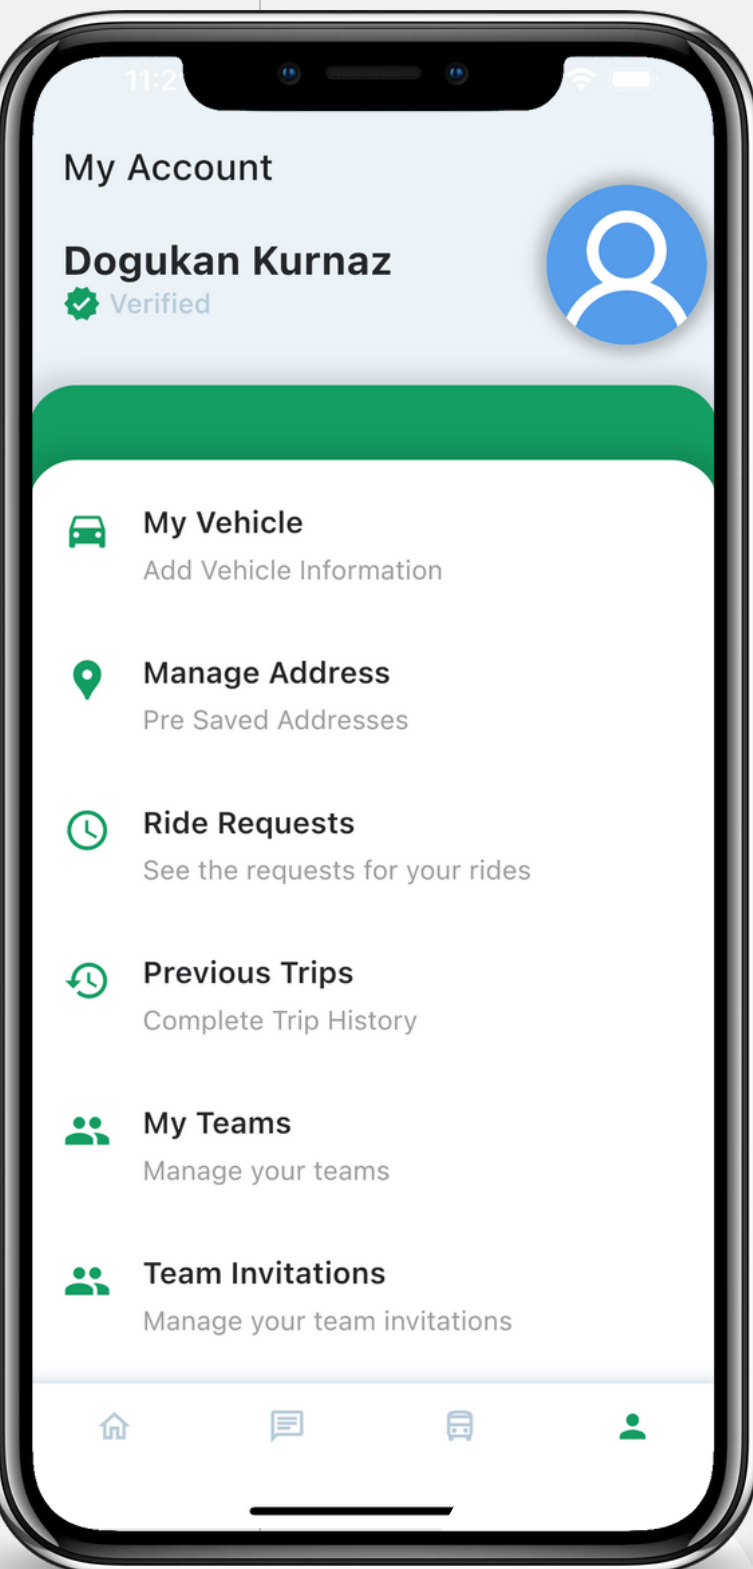 My Account
Dogukan Kurnaz
Verified
My Vehicle
Add Vehicle Information
Manage Address
Pre Saved Addresses
Ride Requests
See the requests for your rides
Previous Trips
Complete Trip History
My Teams
Manage your teams
Team Invitations
Manage your team invitations